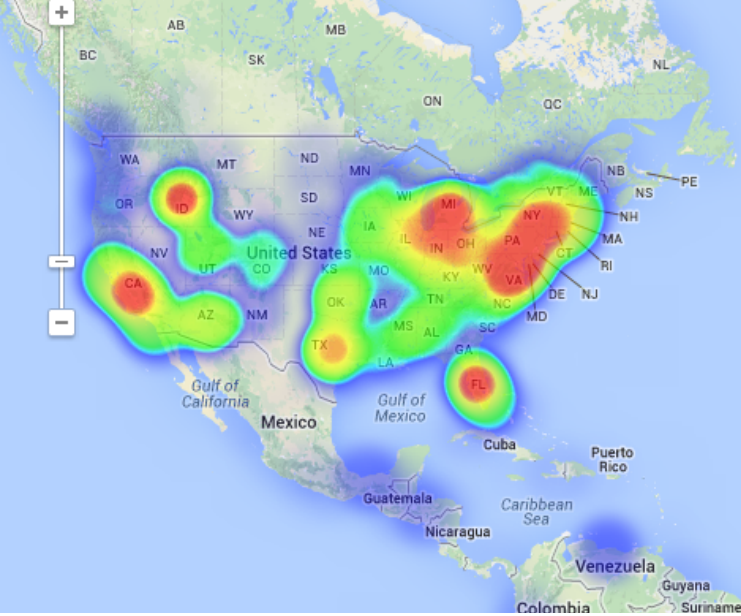 +
AB
MB
BC
SK
NL
ON
QC
WA
MT
ND
MN
NB
PE
NS
OR
ID
WY
SD
WI
MI
VT
ME
NH
NV
NE
IA
IL
IN
OH
PA
NY
MA
CT
RI
United States
UT
CO
KS
MO
KY
WV
VA
DE
NJ
CA
AZ
NM
OK
AR
TN
NC
MD
TX
MS
AL
SC
LA
GA
FL
Gulf of
California
Gulf of
Mexico
Mexico
Cuba
Puerto
Rico
Guatemala
Caribbean
Sea
Nicaragua
Venezuela
Guyana
Colombia
Suriname